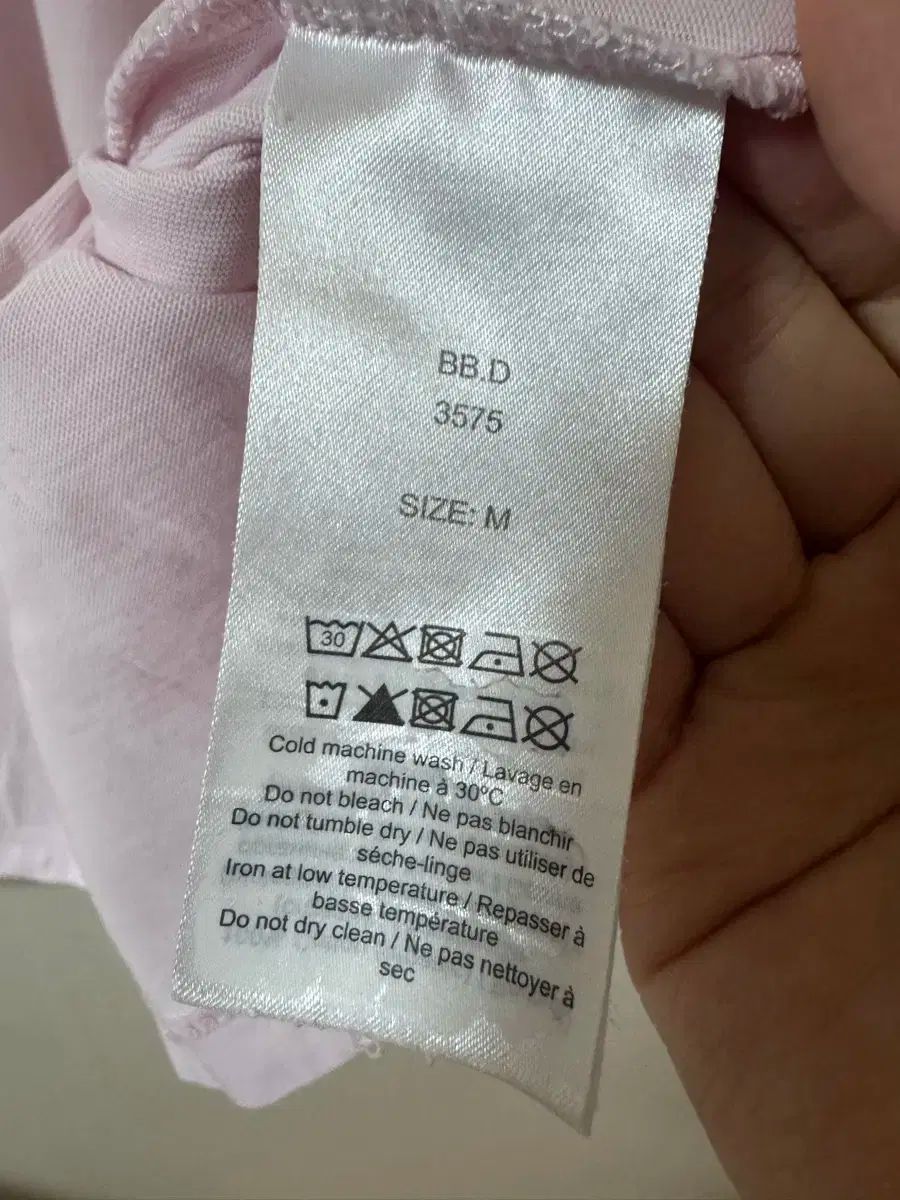 BB.D
3575
SIZE: M
30
Cold machine wash / Lavage en
machine à 30°C
Do not bleach / Ne pas blanchir
Do not tumble dry / Ne pas utiliser de
séche-linge
Iron at low temperature / Repasser à
basse température
Do not dry clean / Ne pas nettoyer à
sec